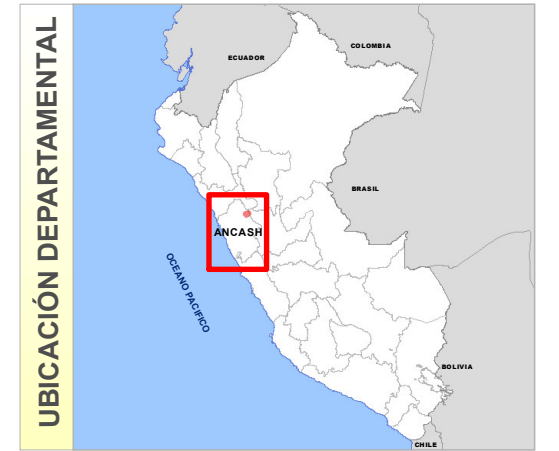 UBICACIÓN DEPARTAMENTAL
ECUADOR
COLOMBIA
BRASIL
ANCASH
OCEANO PACIFICO
BOLIVIA
CHILE